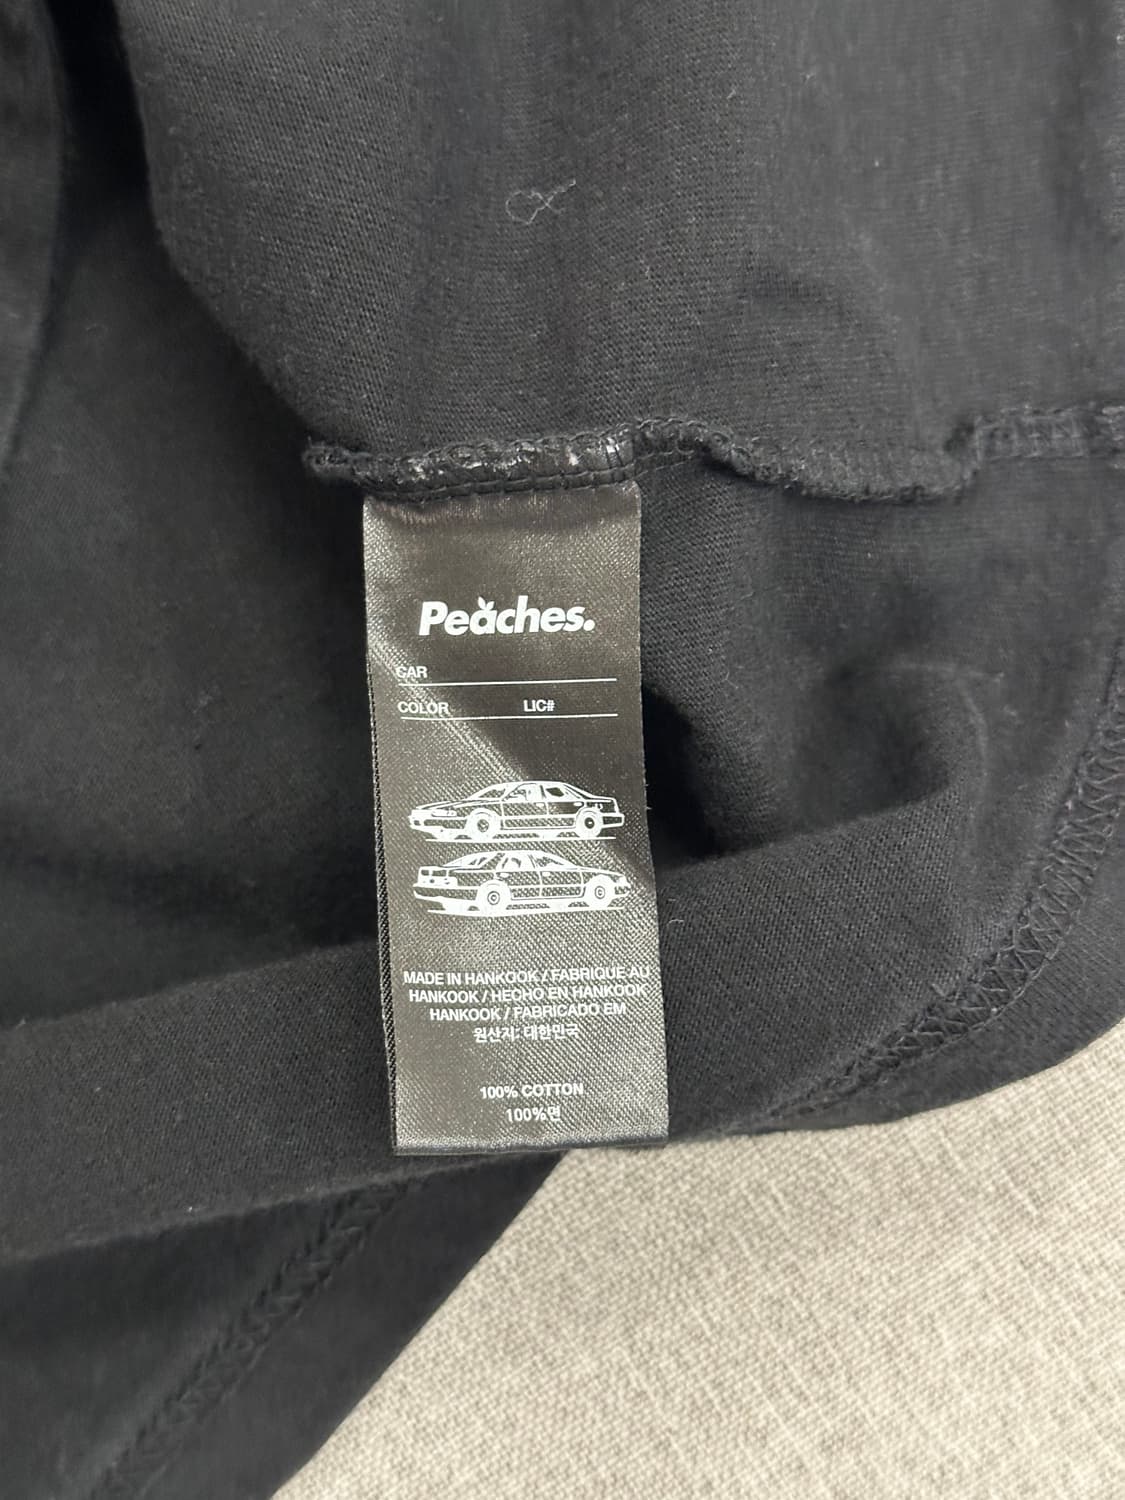 Peaches.
CAR
COLOR LIC#
MADE IN HANKOOK / FABRIQUE AU
HANKOOK / HECHO EN HANKOOK
HANKOOK / FABRICADO EM
원산지: 대한민국
100% COTTON
100%면